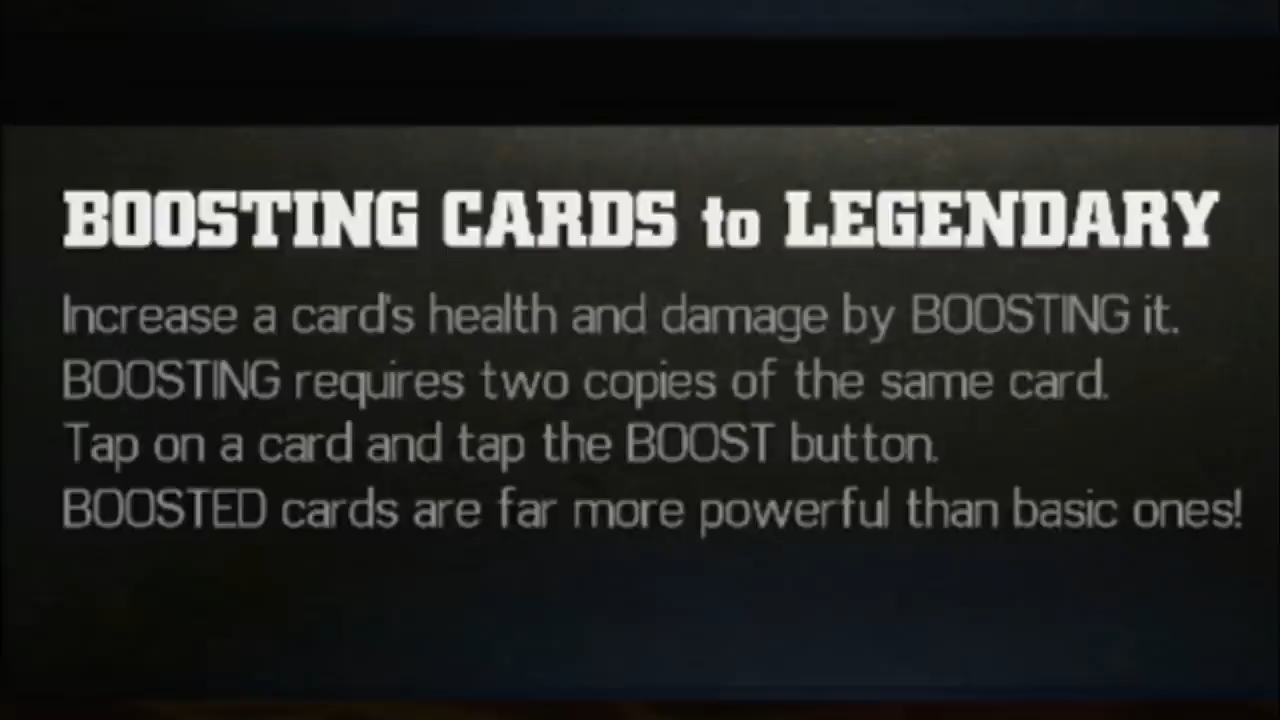 BOOSTING CARDS to LEGENDARY
Increase a card's health and damage by BOOSTING it.
BOOSTING requires two copies of the same card.
Tap on a card and tap the BOOST button.
BOOSTED cards are far more powerful than basic ones!